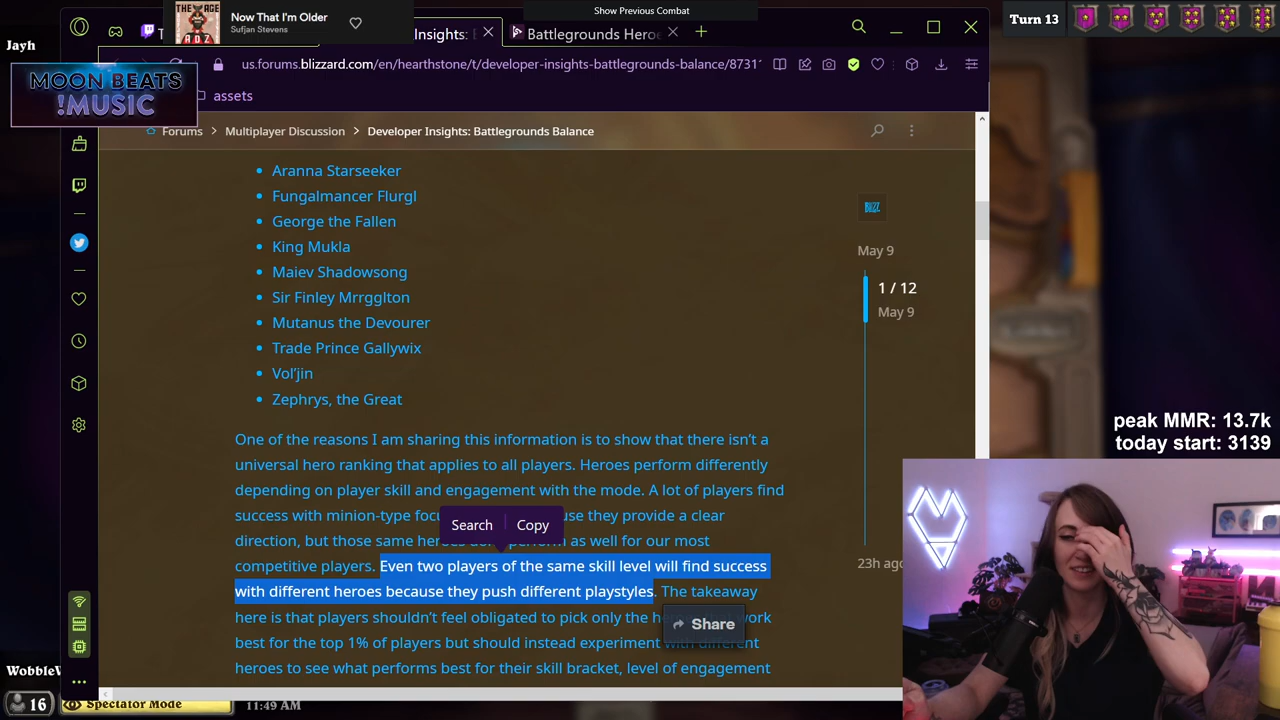 Jayh
THE AGE
ADZ
Now That I'm Older
Sufjan Stevens
Insights:
Show Previous Combat
Battlegrounds Hero
Turn 13
us.forums.blizzard.com/en/hearthstone/t/developer-insights-battlegrounds-balance/8731
MOON BEATS
!MUSIC
assets
Forums > Multiplayer Discussion > Developer Insights: Battlegrounds Balance
Aranna Starseeker
Fungalmancer Flurgl
George the Fallen
King Mukla
Maiev Shadowsong
Sir Finley Mrrgglton
Mutanus the Devourer
Trade Prince Gallywix
Vol'jin
Zephrys, the Great
BLIZZ
May 9
1 / 12
May 9
23h ago
One of the reasons I am sharing this information is to show that there isn't a
universal hero ranking that applies to all players. Heroes perform differently
depending on player skill and engagement with the mode. A lot of players find
success with minion-type use they provide a clear
direction, but those same as well for our most
competitive players. Even two players of the same skill level will find success
with different heroes because they push different playstyles. The takeaway
here is that players shouldn't feel obligated to pick only the work
best for the top 1% of players but should instead experiment with different
heroes to see what performs best for their skill bracket, level of engagement
Search
Copy
Share
peak MMR: 13.7k
today start: 3139
16
Spectator Mode
11:49 AM